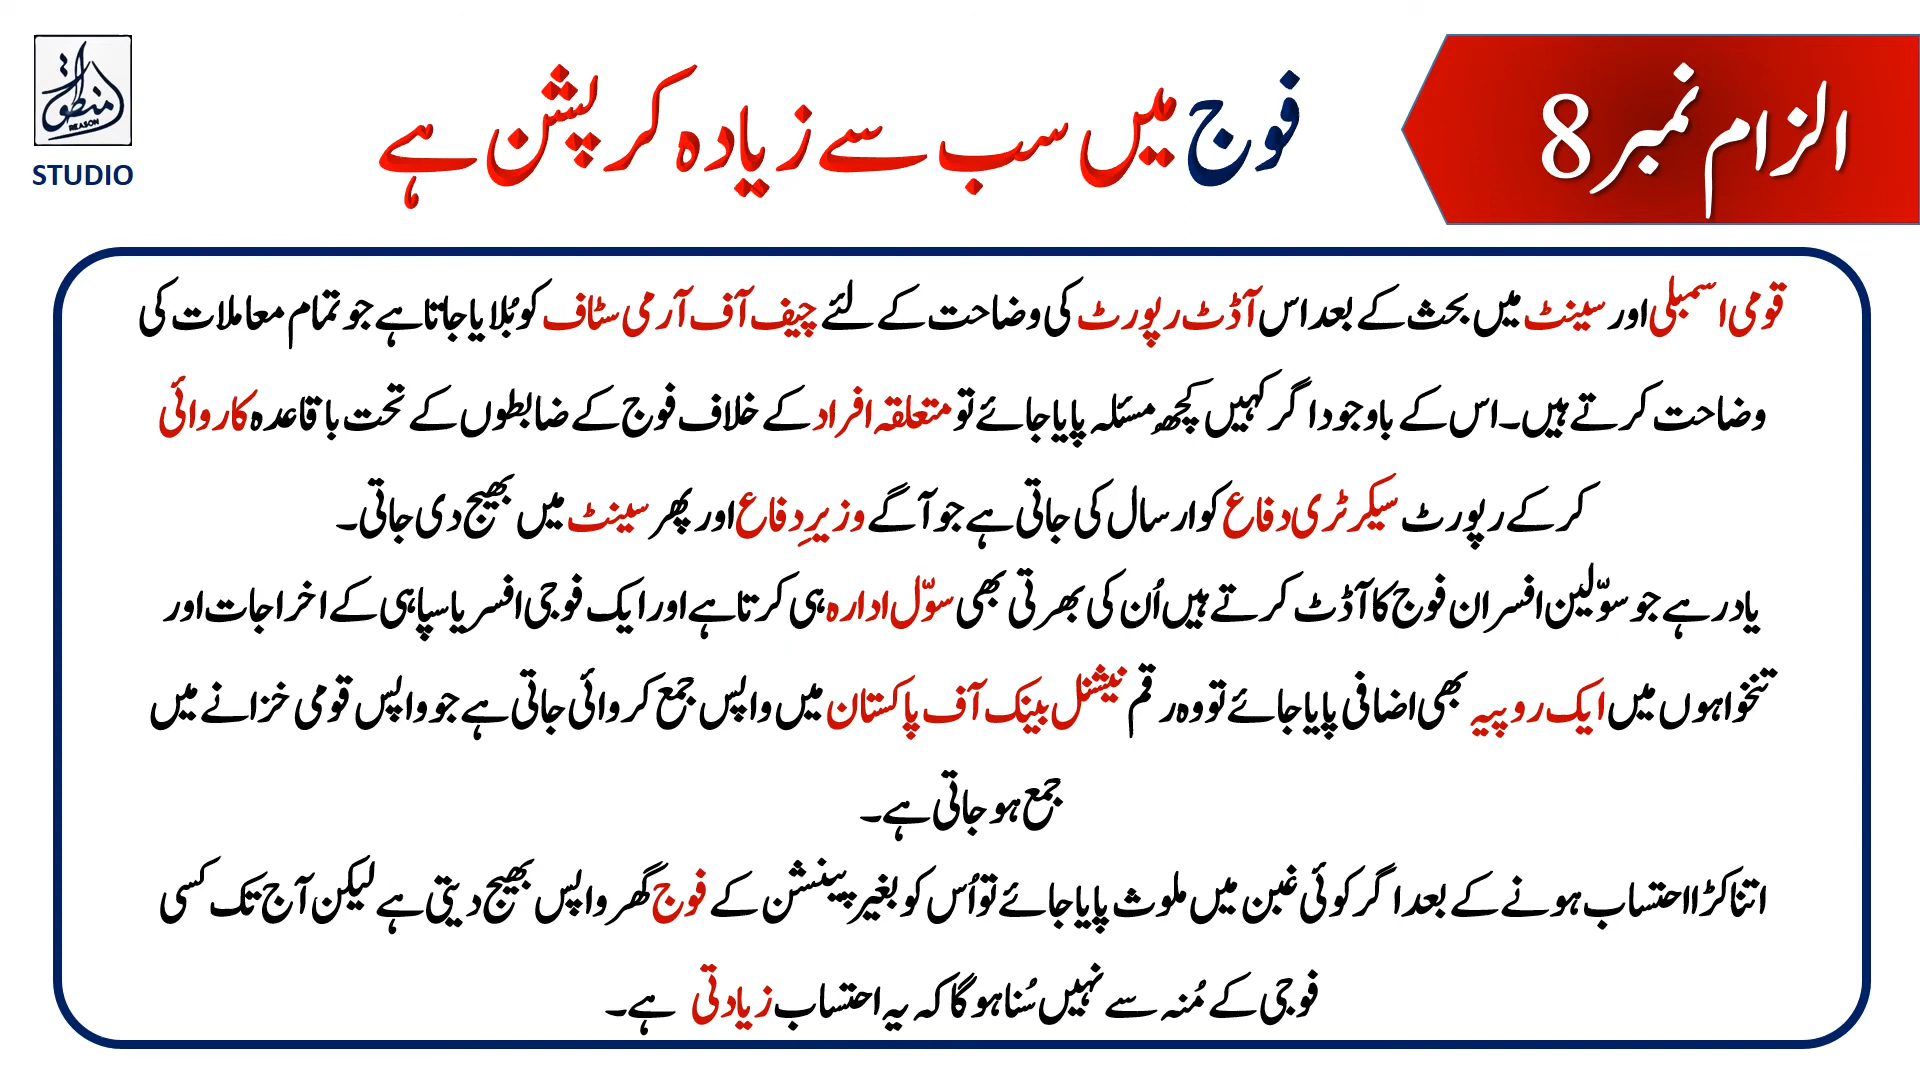 الزام نمبر 8
فوج میں سب سے زیادہ کرپشن ہے
منطق
REASON
STUDIO
قومی اسمبلی اور سینٹ میں بحث کے بعد اس آڈٹ رپورٹ کی وضاحت کے لئے چیف آف آرمی سٹاف کو بُلایا جاتا ہے جو تمام معاملات کی
وضاحت کرتے ہیں۔ اس کے باوجود اگر کہیں کچھ مسئلہ پایا جائے تو متعلقہ افراد کے خلاف فوج کے ضابطوں کے تحت باقاعدہ کاروائی
کر کے رپورٹ سیکرٹری دفاع کو ارسال کی جاتی ہے جو آگے وزیرِ دفاع اور پھر سینٹ میں بھیج دی جاتی۔
یاد رہے جو سوّلین افسران فوج کا آڈٹ کرتے ہیں اُن کی بھرتی بھی سوّل ادارہ ہی کرتا ہے اور ایک فوجی افسر یا سپاہی کے اخراجات اور
تنخواہوں میں ایک روپیہ بھی اضافی پایا جائے تو وہ رقم نیشنل بینک آف پاکستان میں واپس جمع کروائی جاتی ہے جو واپس قومی خزانے میں
جمع ہو جاتی ہے۔
اتنا کڑا احتساب ہونے کے بعد اگر کوئی غبن میں ملوث پایا جائے تو اُس کو بغیر پینشن کے فوج گھر واپس بھیج دیتی ہے لیکن آج تک کسی
فوجی کے مُنہ سے نہیں سُنا ہو گا کہ یہ احتساب زیادتی ہے۔